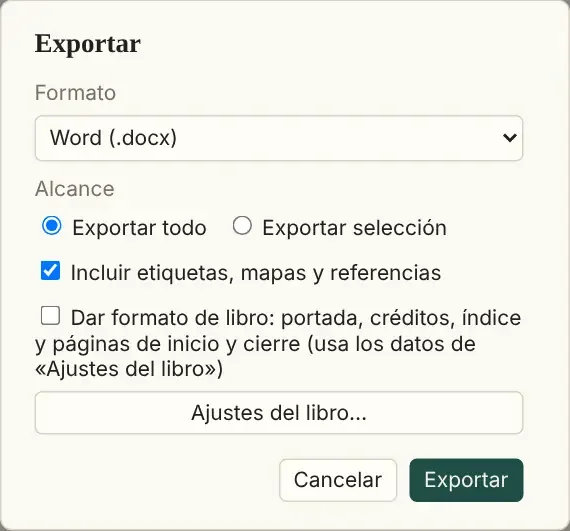 Exportar
Formato
Word (.docx)
Alcance
Exportar todo Exportar selección
Incluir etiquetas, mapas y referencias
Dar formato de libro: portada, créditos, índice
y páginas de inicio y cierre (usa los datos de
«Ajustes del libro»)
Ajustes del libro...
Cancelar Exportar